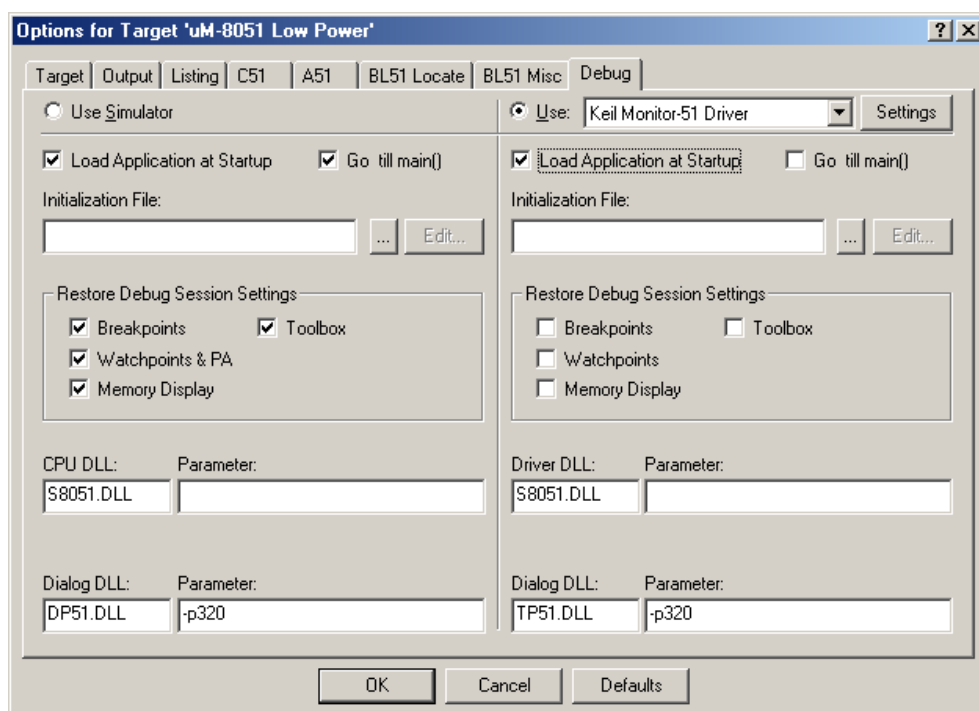 Options for Target 'uM-8051 Low Power'
Target Output Listing C51 A51 BL51 Locate BL51 Misc Debug
Use Simulator
Use: Keil Monitor-51 Driver Settings
Load Application at Startup Go till main()
Load Application at Startup Go till main()
Initialization File:
Initialization File:
... Edit...
... Edit...
Restore Debug Session Settings
Breakpoints Toolbox
Watchpoints & PA
Memory Display
Restore Debug Session Settings
Breakpoints Toolbox
Watchpoints
Memory Display
CPU DLL: Parameter:
S8051.DLL
Driver DLL: Parameter:
S8051.DLL
Dialog DLL: Parameter:
DP51.DLL -p320
Dialog DLL: Parameter:
TP51.DLL -p320
OK Cancel Defaults